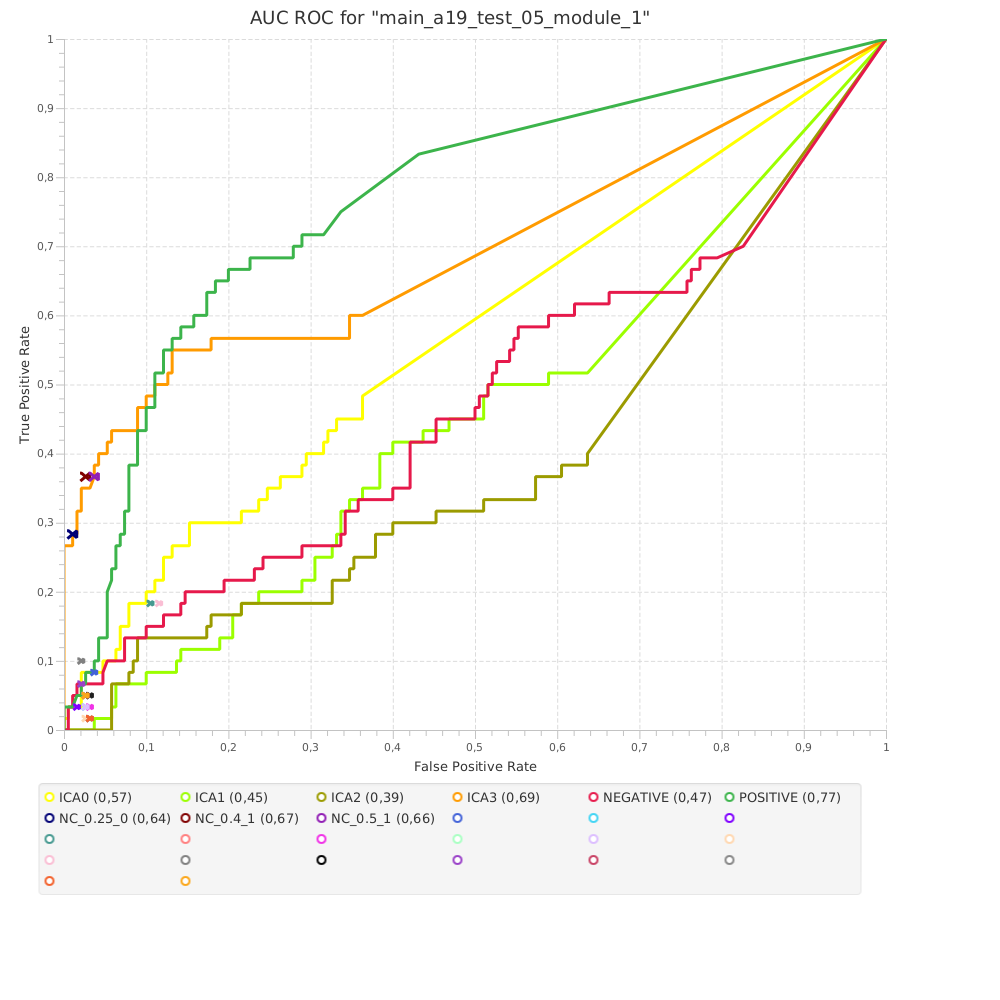 AUC ROC for "main_a19_test_05_module_1"
1
0,9
0,8
0,7
0,6
0,5
0,4
0,3
0,2
0,1
0
True Positive Rate
0 0,1 0,2 0,3 0,4 0,5 0,6 0,7 0,8 0,9 1
False Positive Rate
ICA0 (0,57) ICA1 (0,45) ICA2 (0,39) ICA3 (0,69) NEGATIVE (0,47) POSITIVE (0,77)
NC_0.25_0 (0,64) NC_0.4_1 (0,67) NC_0.5_1 (0,66)